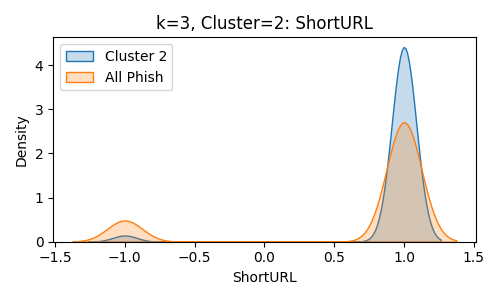 k=3, Cluster=2: ShortURL
Cluster 2
All Phish
Density
4
3
2
1
0
−1.5 −1.0 −0.5 0.0 0.5 1.0 1.5
ShortURL